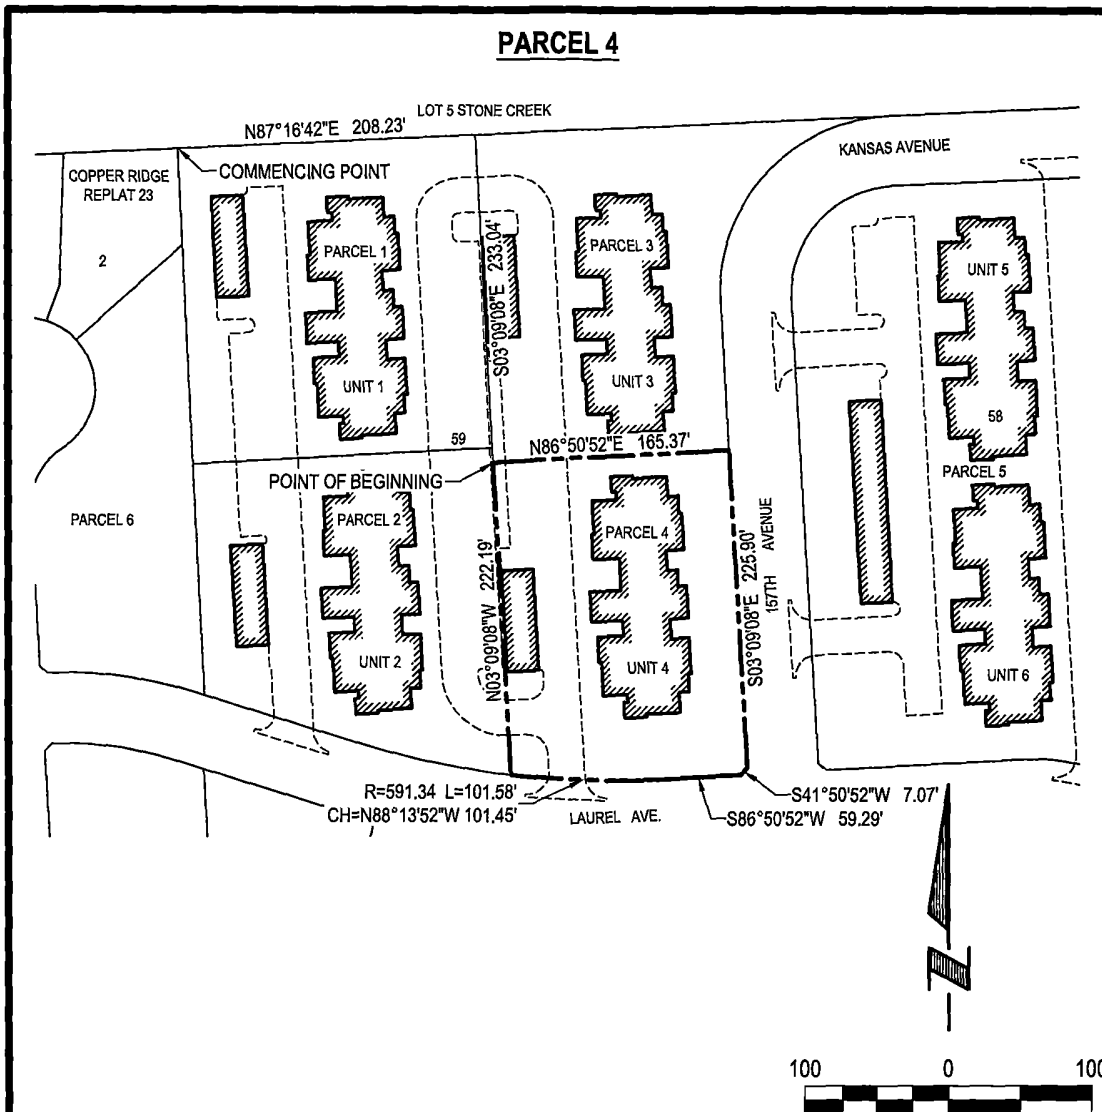 PARCEL 4
LOT 5 STONE CREEK
N87°16'42"E 208.23'
KANSAS AVENUE
COMMENCING POINT
COPPER RIDGE
REPLAT 23
2
PARCEL 1
S03°09'08"E 233.04'
PARCEL 3
UNIT 5
UNIT 1
UNIT 3
58
59
N86°50'52"E 165.37'
PARCEL 5
POINT OF BEGINNING
PARCEL 6
PARCEL 2
PARCEL 4
N03°09'08"W 222.19'
S03°09'08"E 225.90'
157TH AVENUE
UNIT 2
UNIT 4
UNIT 6
R=591.34 L=101.58'
CH=N88°13'52"W 101.45'
S41°50'52"W 7.07'
LAUREL AVE.
S86°50'52"W 59.29'
100 0 100